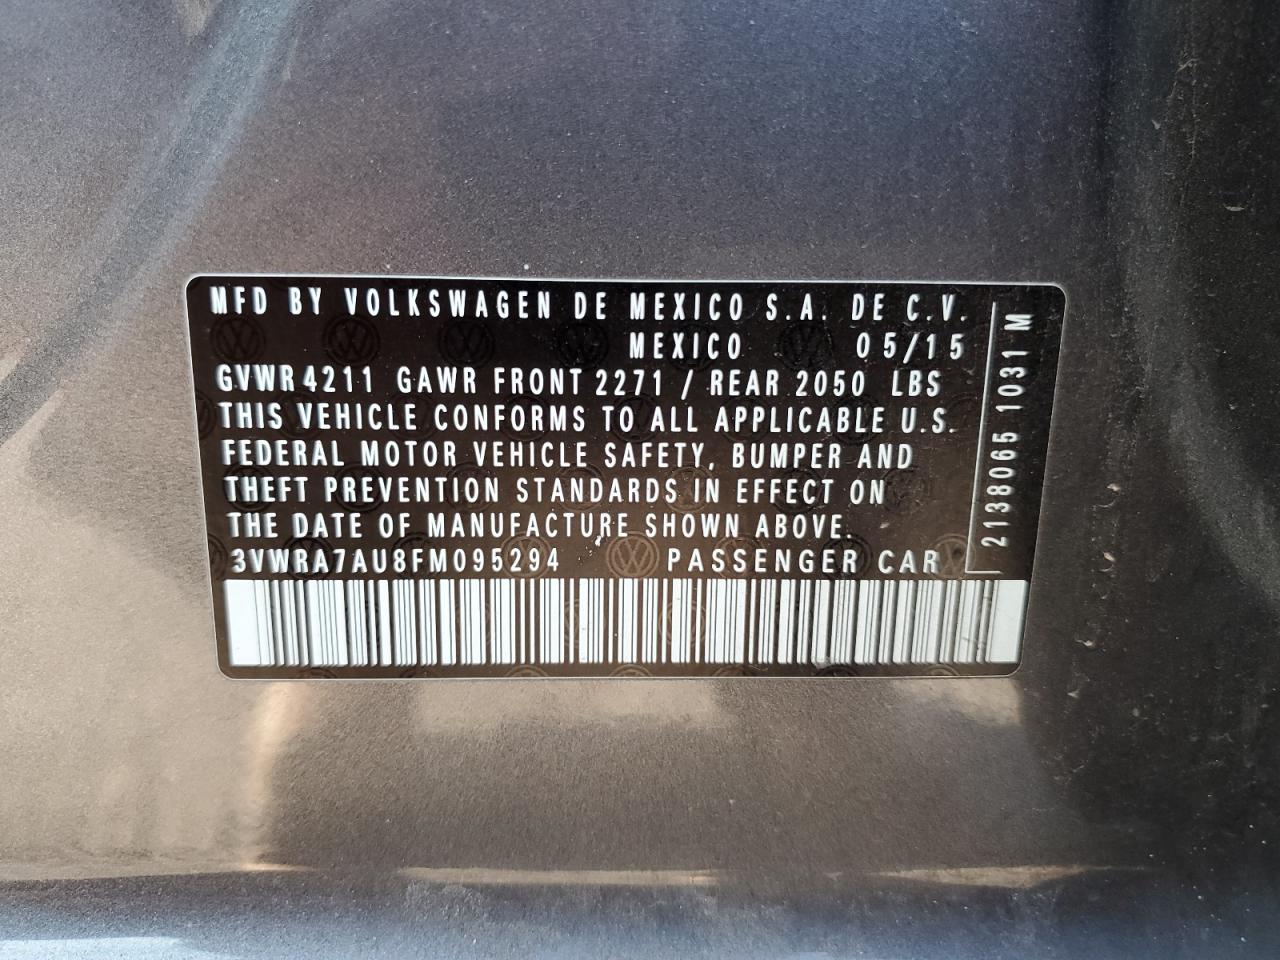 MFD BY VOLKSWAGEN DE MEXICO S.A. DE C.V.
MEXICO 05/15
GVWR 4211 GAWR FRONT 2271 / REAR 2050 LBS
THIS VEHICLE CONFORMS TO ALL APPLICABLE U.S.
FEDERAL MOTOR VEHICLE SAFETY, BUMPER AND
THEFT PREVENTION STANDARDS IN EFFECT ON
THE DATE OF MANUFACTURE SHOWN ABOVE.
3VWRA7AU8FM095294 PASSENGER CAR
2138065 1031 M